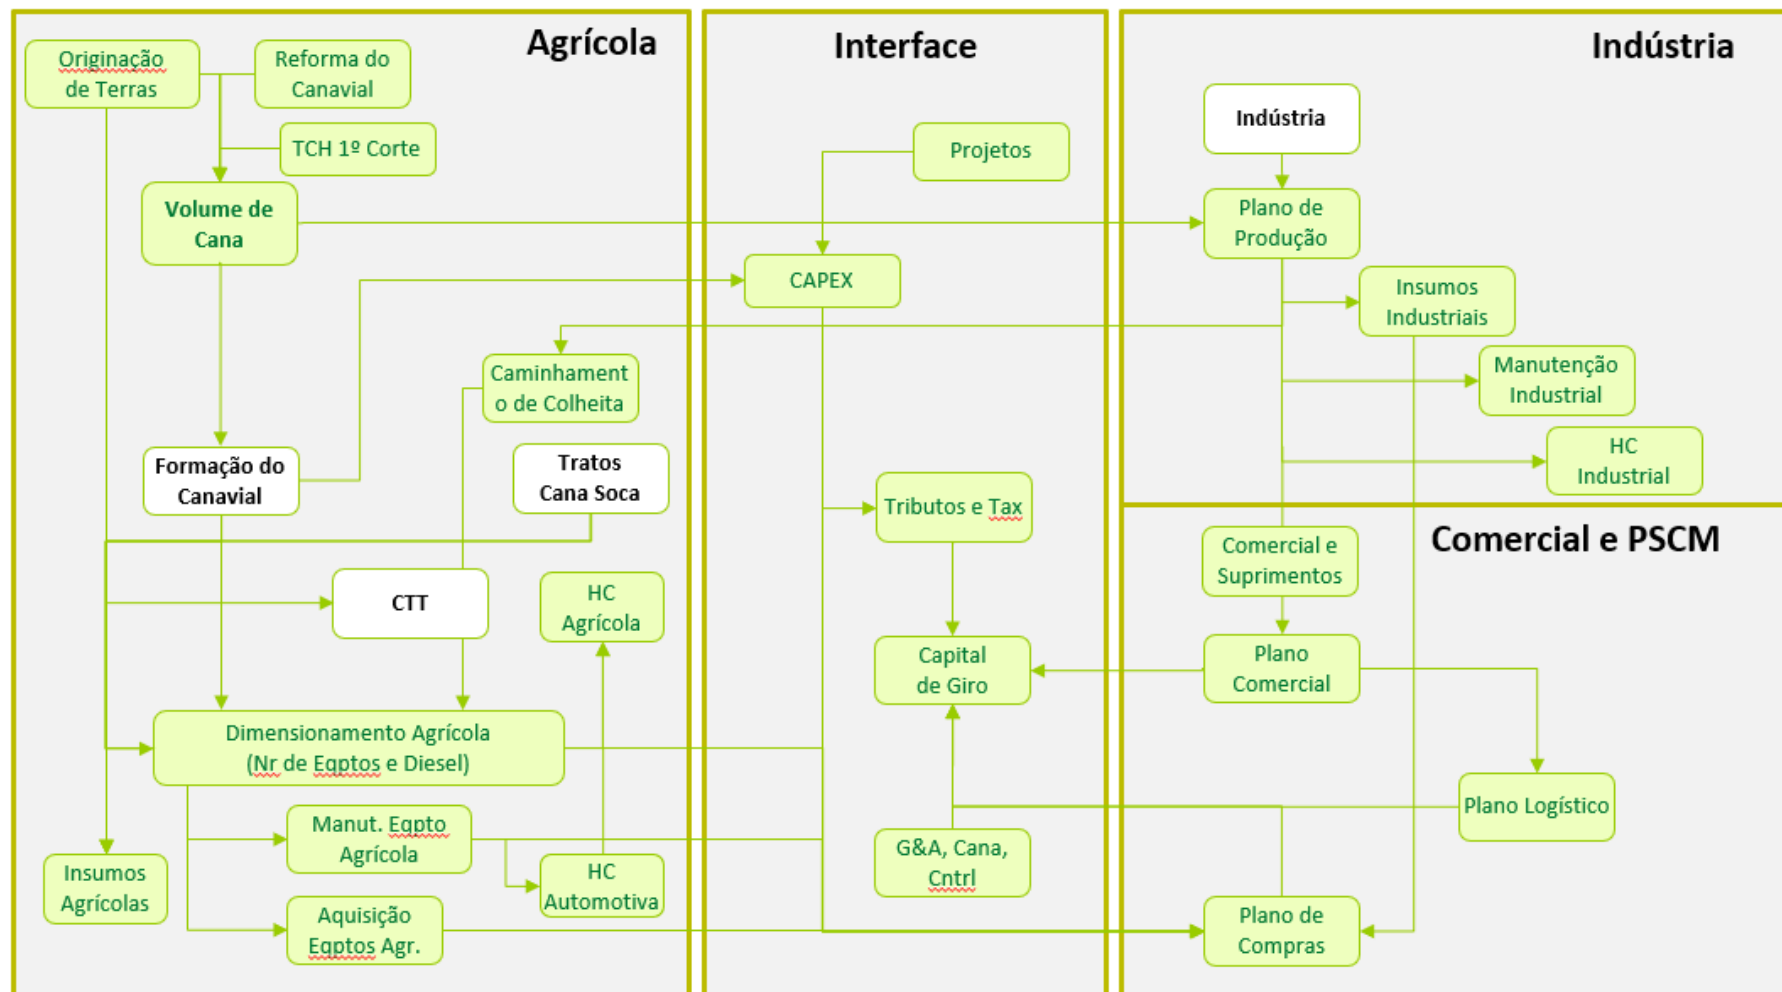 Agrícola
Originação
de Terras
Reforma do
Canavial
TCH 1º Corte
Volume de
Cana
Caminhament
o de Colheita
Formação do
Canavial
Tratos
Cana Soca
CTT
HC
Agrícola
Dimensionamento Agrícola
(Nr de Eqptos e Diesel)
Manut. Eqpto
Agrícola
Insumos
Agrícolas
HC
Automotiva
Aquisição
Eqptos Agr.
Interface
Projetos
CAPEX
Tributos e Tax
Capital
de Giro
G&A, Cana,
Cntrl
Indústria
Indústria
Plano de
Produção
Insumos
Industriais
Manutenção
Industrial
HC
Industrial
Comercial e PSCM
Comercial e
Suprimentos
Plano
Comercial
Plano Logístico
Plano de
Compras